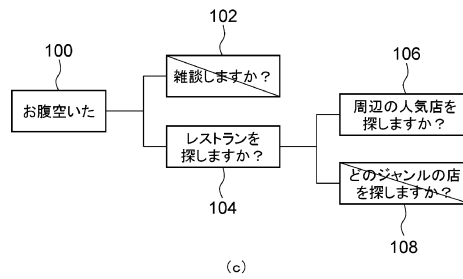 100
102
106
お腹空いた
雑談しますか?
周辺の人気店を
探しますか?
レストランを
探しますか?
どのジャンルの店
を探しますか?
104
108
(c)